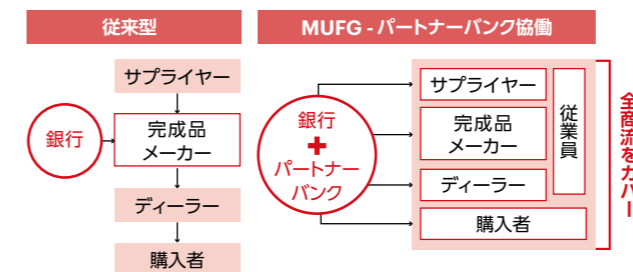 従来型
サプライヤー
銀行
完成品
メーカー
ディーラー
購入者
MUFG - パートナーバンク協働
銀行
+
パートナー
バンク
サプライヤー
完成品
メーカー
ディーラー
購入者
従業員
全商流をカバー